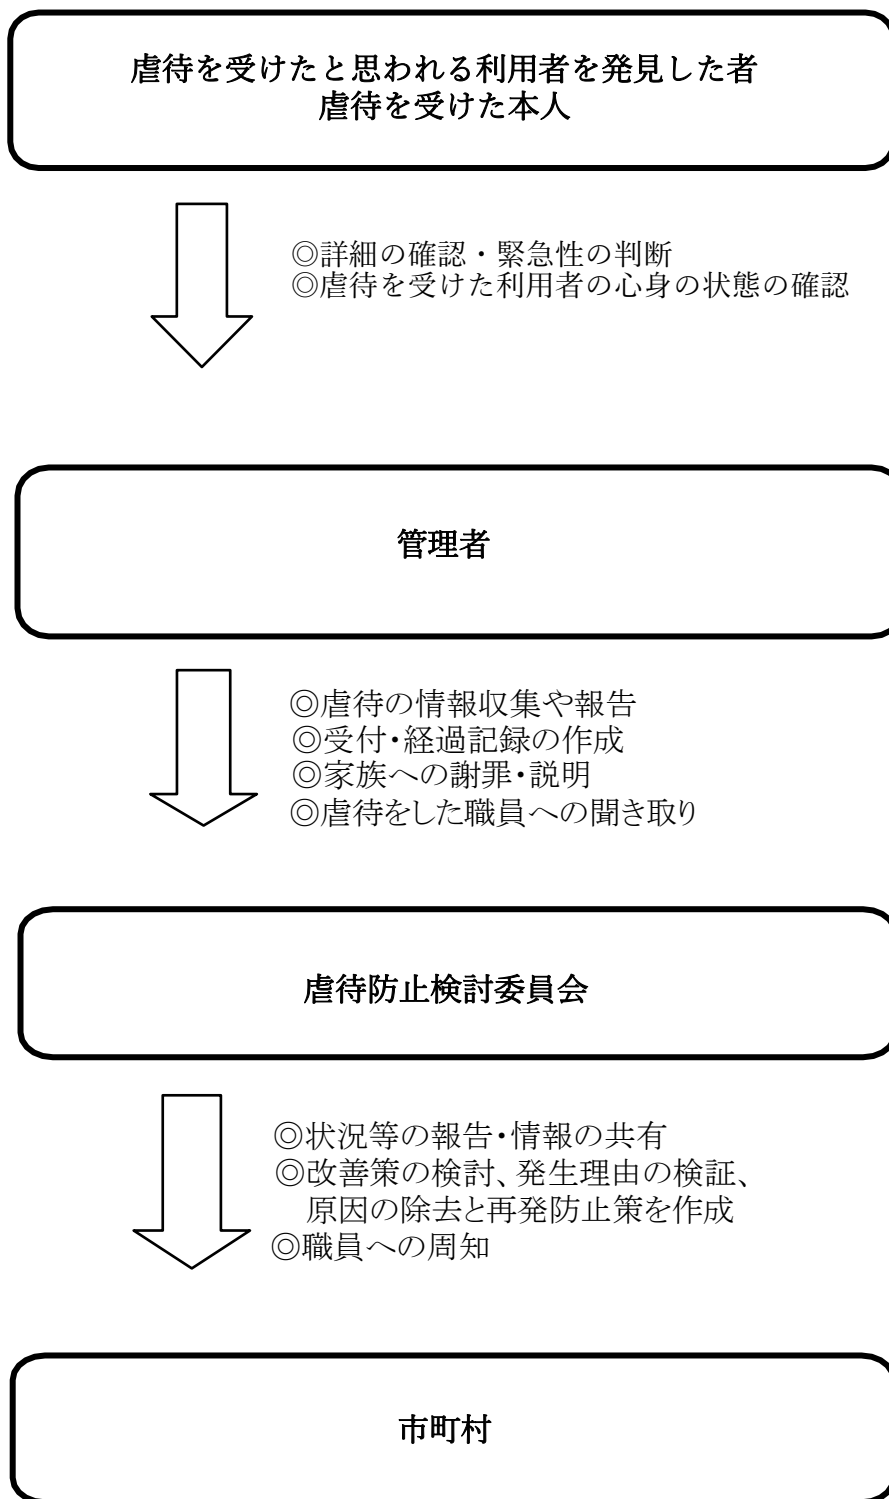 虐待を受けたと思われる利用者を発見した者
虐待を受けた本人
◎詳細の確認・緊急性の判断
◎虐待を受けた利用者の心身の状態の確認
管理者
◎虐待の情報収集や報告
◎受付・経過記録の作成
◎家族への謝罪・説明
◎虐待をした職員への聞き取り
虐待防止検討委員会
◎状況等の報告・情報の共有
◎改善策の検討、発生理由の検証、
原因の除去と再発防止策を作成
◎職員への周知
市町村